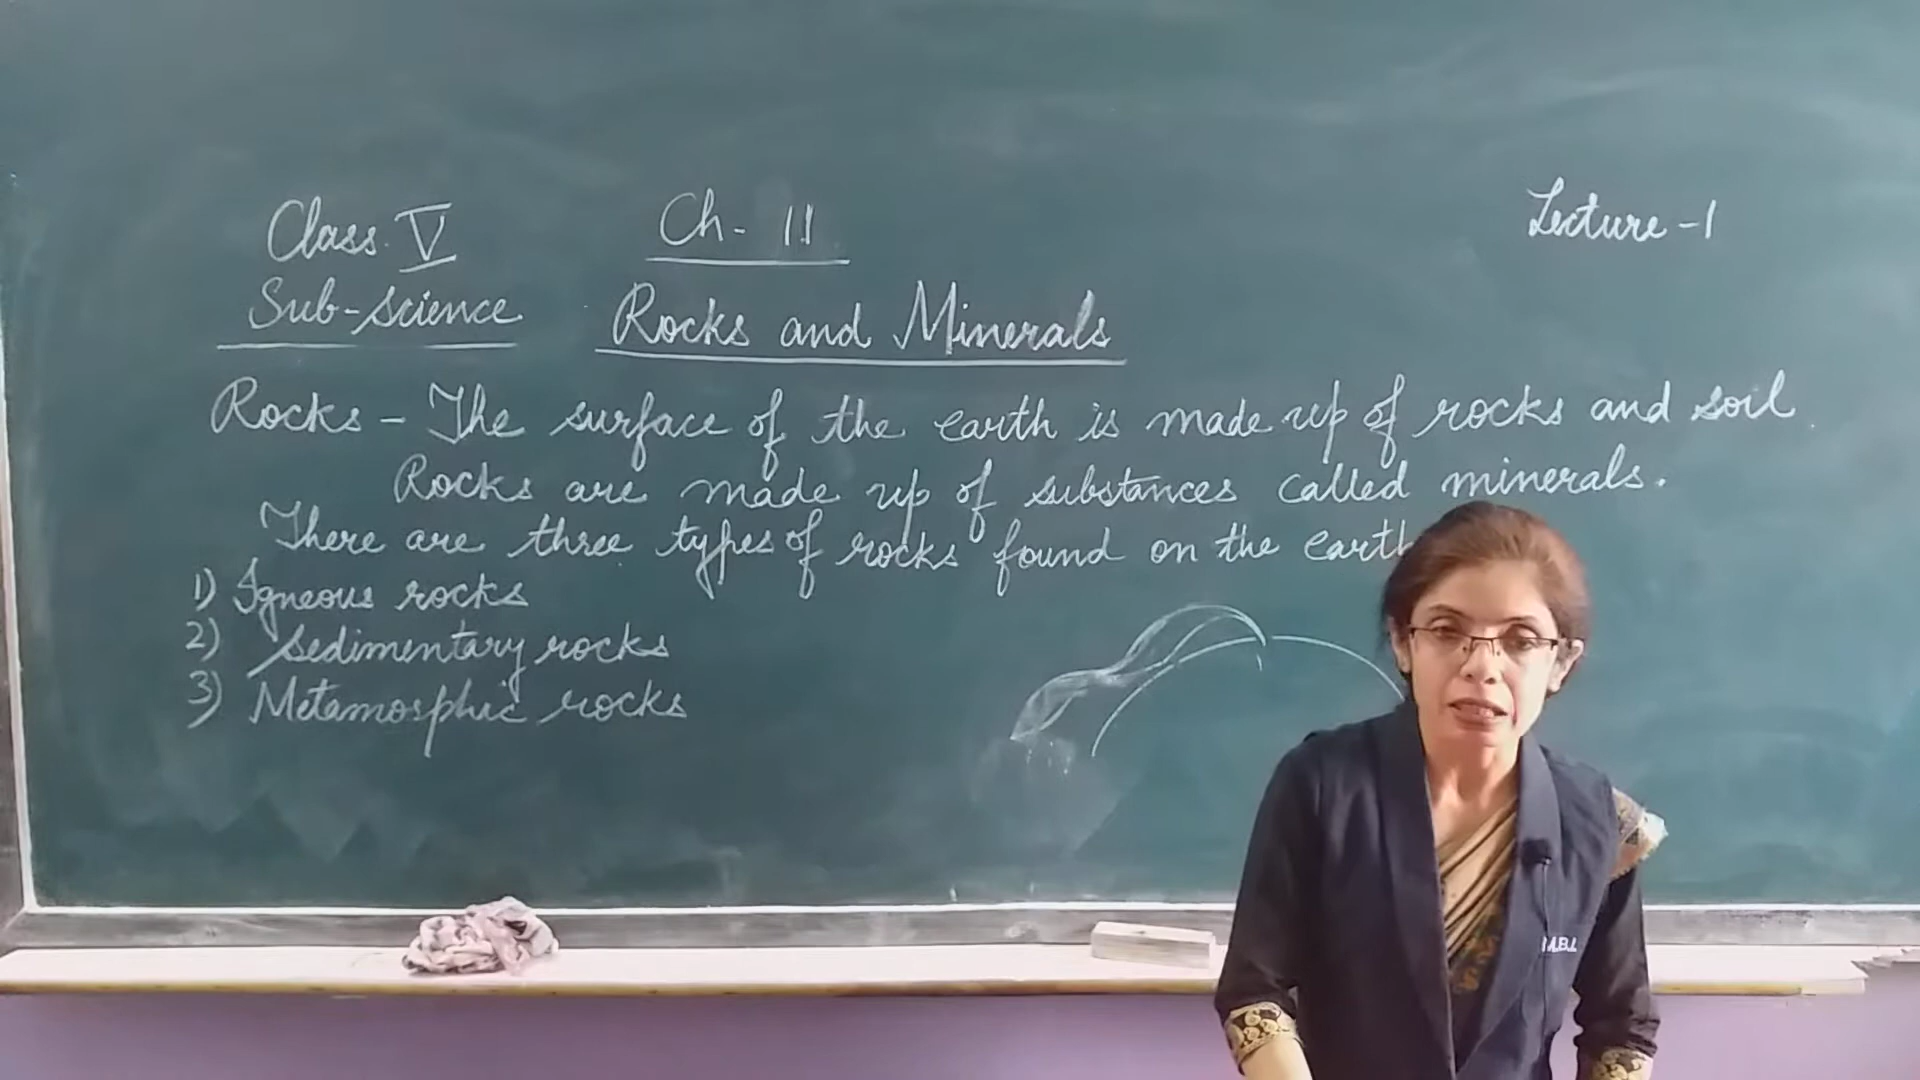 Class V Ch- 11 Lecture-1
Sub-science Rocks and Minerals
Rocks - The surface of the earth is made up of rocks and soil.
Rocks are made up of substances called minerals.
There are three types of rocks found on the earth
1) Igneous rocks
2) Sedimentary rocks
3) Metamorphic rocks